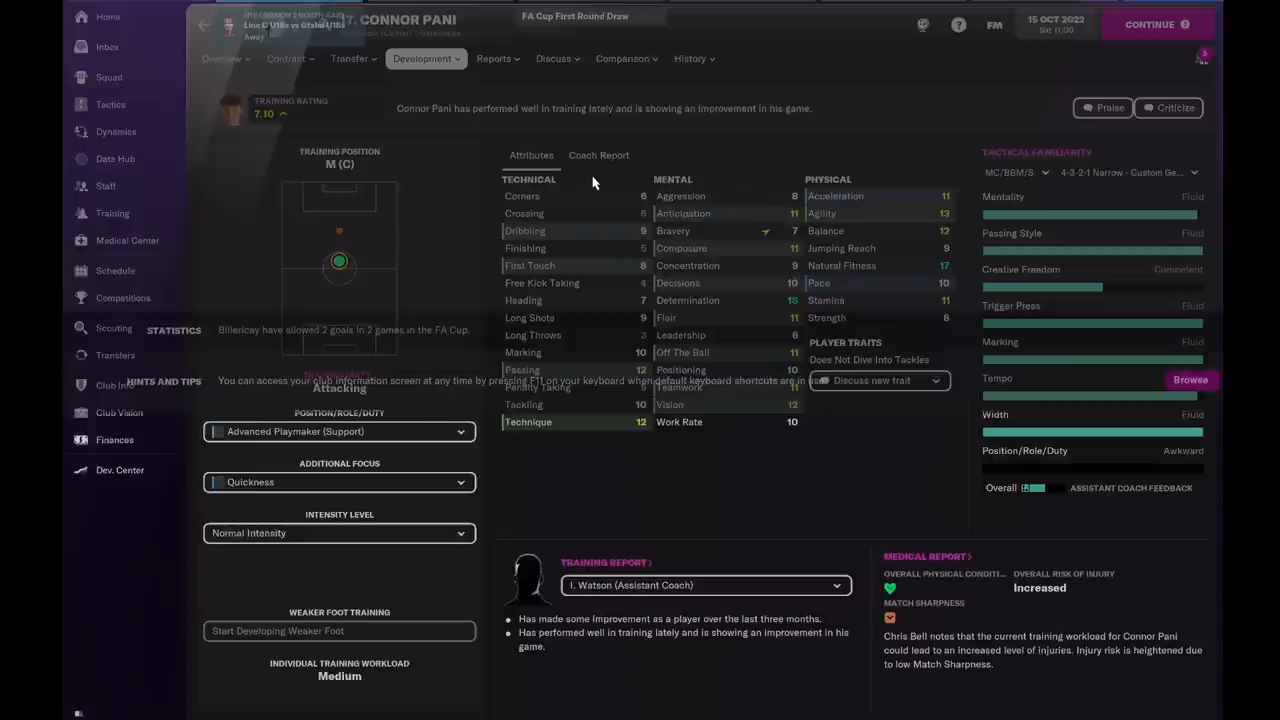 Home
Inbox
Squad
Tactics
Dynamics
Data Hub
Staff
Training
Medical Center
Schedule
Competitions
Scouting
Transfers
Club Info
Club Vision
Finances
Dev. Center
7. CONNOR PANI
Line U U18s vs Gtshd U18s
Away
FA Cup First Round Draw
FM
15 OCT 2022
Sat 11:00
CONTINUE
6
Overview
Contract
Transfer
Development
Reports
Discuss
Comparison
History
TRAINING RATING
7.10
Connor Pani has performed well in training lately and is showing an improvement in his game.
Praise
Criticize
TRAINING POSITION
M (C)
Attacking
POSITION/ROLE/DUTY
Advanced Playmaker (Support)
ADDITIONAL FOCUS
Quickness
INTENSITY LEVEL
Normal Intensity
WEAKER FOOT TRAINING
Start Developing Weaker Foot
INDIVIDUAL TRAINING WORKLOAD
Medium
Attributes
Coach Report
TECHNICAL
Corners 6
Crossing 5
Dribbling 9
Finishing 5
First Touch 8
Free Kick Taking 4
Heading 7
Long Shots 9
Long Throws 3
Marking 10
Passing 12
Penalty Taking 5
Tackling 10
Technique 12
MENTAL
Aggression 8
Anticipation 11
Bravery 7
Composure 11
Concentration 9
Decisions 10
Determination 18
Flair 11
Leadership 6
Off The Ball 11
Positioning 10
Teamwork 11
Vision 12
Work Rate 10
PHYSICAL
Acceleration 11
Agility 13
Balance 12
Jumping Reach 9
Natural Fitness 17
Pace 10
Stamina 11
Strength 8
PLAYER TRAITS
Does Not Dive Into Tackles
Discuss new trait
STATISTICS
Billericay have allowed 2 goals in 2 games in the FA Cup.
HINTS AND TIPS
You can access your club information screen at any time by pressing F11 on your keyboard when default keyboard shortcuts are in use
Browse
TACTICAL FAMILIARITY
MC/BBM/S
4-3-2-1 Narrow - Custom Ge...
Mentality Fluid
Passing Style Fluid
Creative Freedom Competent
Trigger Press Fluid
Marking Fluid
Tempo
Width Fluid
Position/Role/Duty Awkward
Overall
ASSISTANT COACH FEEDBACK
TRAINING REPORT
I. Watson (Assistant Coach)
Has made some improvement as a player over the last three months.
Has performed well in training lately and is showing an improvement in his
game.
MEDICAL REPORT
OVERALL PHYSICAL CONDITI...
OVERALL RISK OF INJURY
Increased
MATCH SHARPNESS
Chris Bell notes that the current training workload for Connor Pani
could lead to an increased level of injuries. Injury risk is heightened due
to low Match Sharpness.